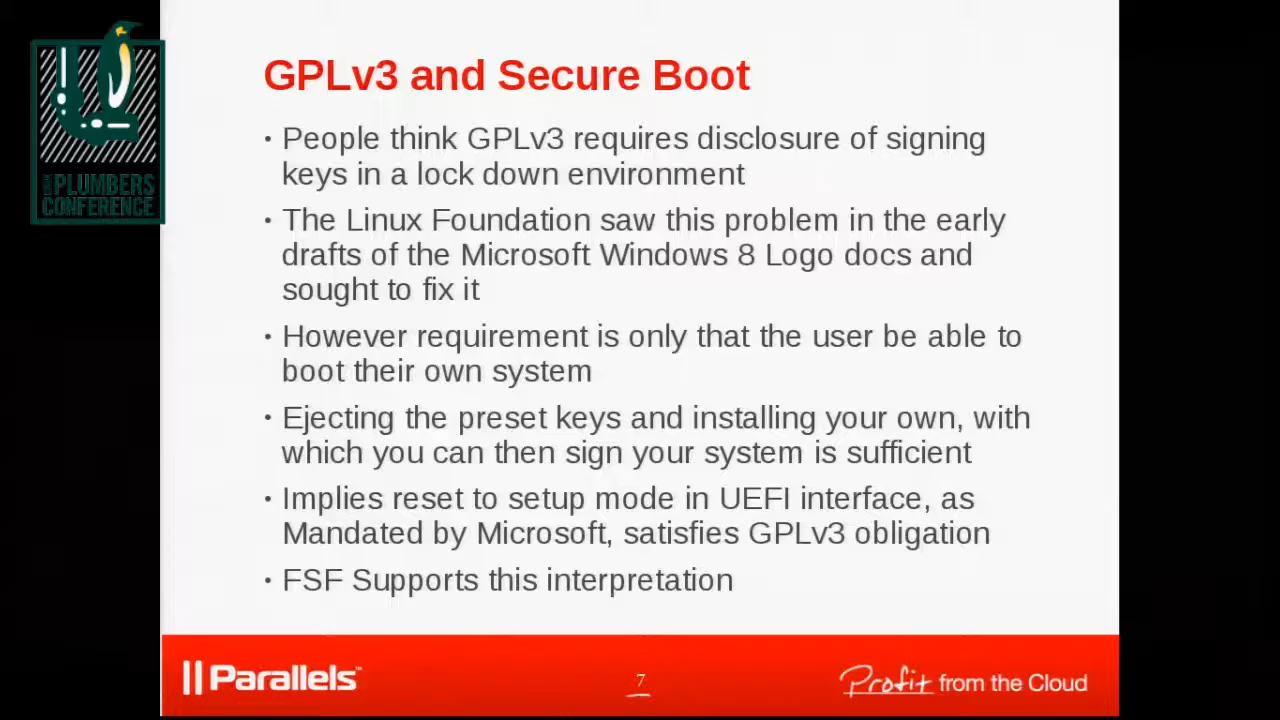 GPLv3 and Secure Boot
• People think GPLv3 requires disclosure of signing
keys in a lock down environment
• The Linux Foundation saw this problem in the early
drafts of the Microsoft Windows 8 Logo docs and
sought to fix it
• However requirement is only that the user be able to
boot their own system
• Ejecting the preset keys and installing your own, with
which you can then sign your system is sufficient
• Implies reset to setup mode in UEFI interface, as
Mandated by Microsoft, satisfies GPLv3 obligation
• FSF Supports this interpretation
LINUX PLUMBERS
CONFERENCE
Parallels™
7
Profit from the Cloud